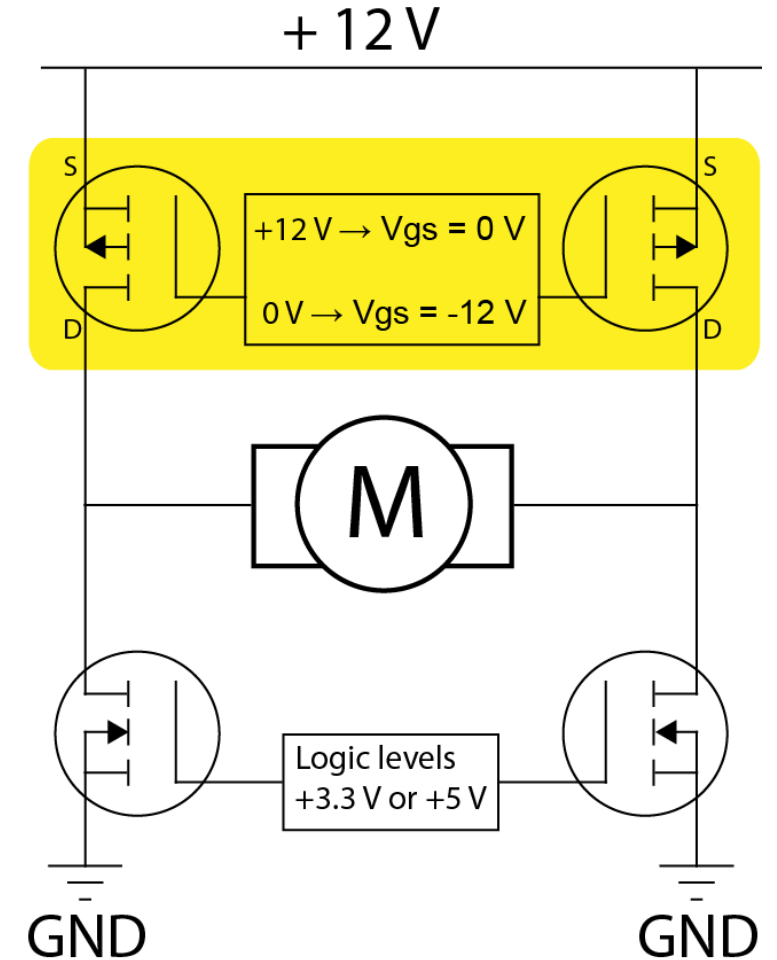 + 12 V
S
S
+12 V → Vgs = 0 V
0 V → Vgs = -12 V
D
D
M
Logic levels
+3.3 V or +5 V
GND
GND